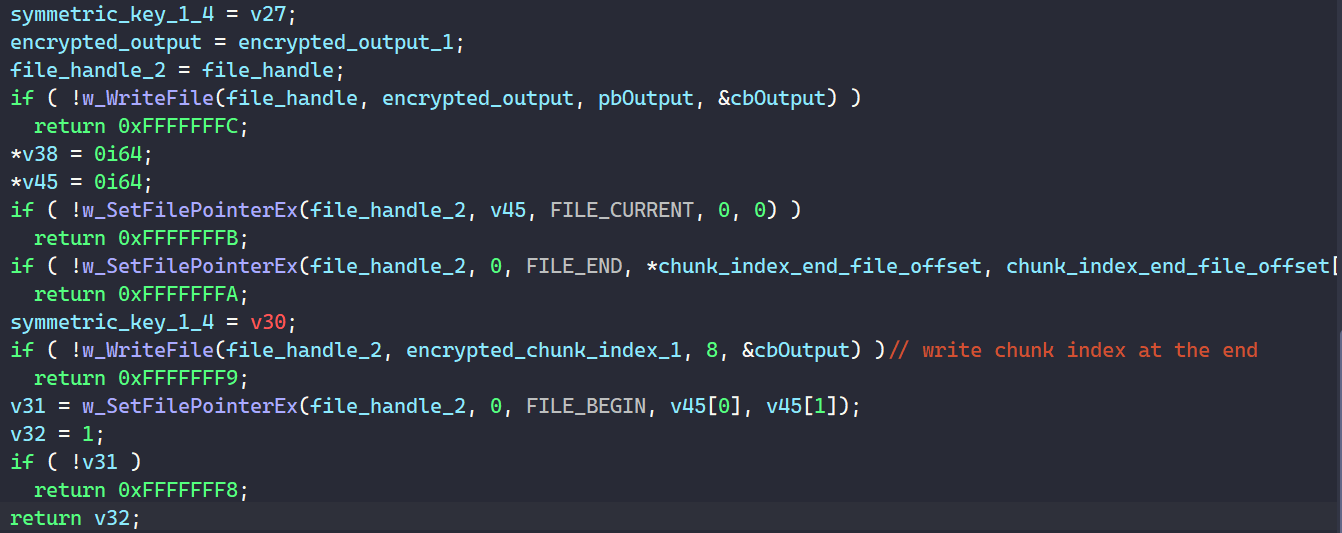 symmetric_key_1_4 = v27;
encrypted_output = encrypted_output_1;
file_handle_2 = file_handle;
if ( !w_WriteFile(file_handle, encrypted_output, pbOutput, &cbOutput) )
  return 0xFFFFFFFC;
*v38 = 0i64;
*v45 = 0i64;
if ( !w_SetFilePointerEx(file_handle_2, v45, FILE_CURRENT, 0, 0) )
  return 0xFFFFFFFB;
if ( !w_SetFilePointerEx(file_handle_2, 0, FILE_END, *chunk_index_end_file_offset, chunk_index_end_file_offset[
  return 0xFFFFFFFA;
symmetric_key_1_4 = v30;
if ( !w_WriteFile(file_handle_2, encrypted_chunk_index_1, 8, &cbOutput) )// write chunk index at the end
  return 0xFFFFFFF9;
v31 = w_SetFilePointerEx(file_handle_2, 0, FILE_BEGIN, v45[0], v45[1]);
v32 = 1;
if ( !v31 )
  return 0xFFFFFFF8;
return v32;